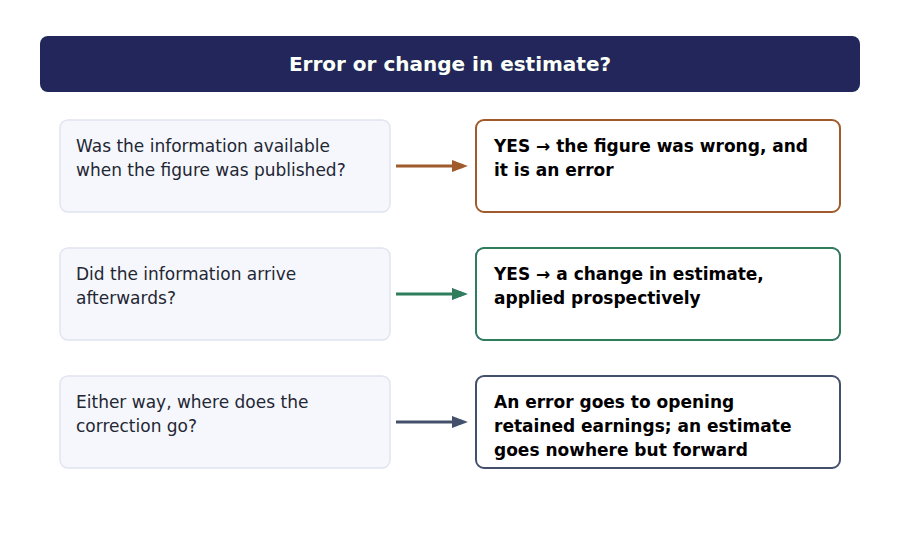 Error or change in estimate?
Was the information available
when the figure was published?
YES → the figure was wrong, and
it is an error
Did the information arrive
afterwards?
YES → a change in estimate,
applied prospectively
Either way, where does the
correction go?
An error goes to opening
retained earnings; an estimate
goes nowhere but forward